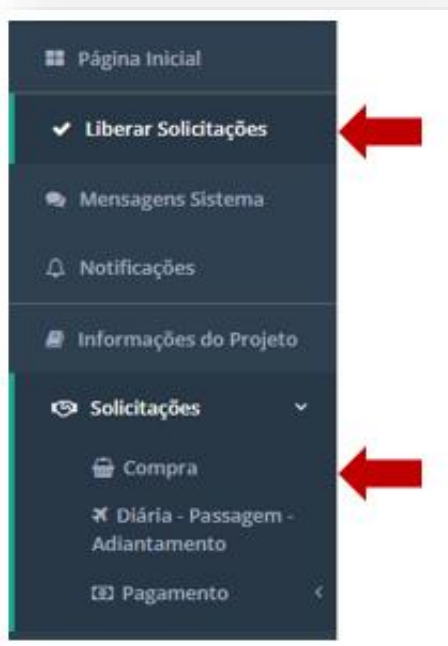 Página Inicial
Liberar Solicitações
Mensagens Sistema
Notificações
Informações do Projeto
Solicitações
Compra
Diária - Passagem -
Adiantamento
Pagamento